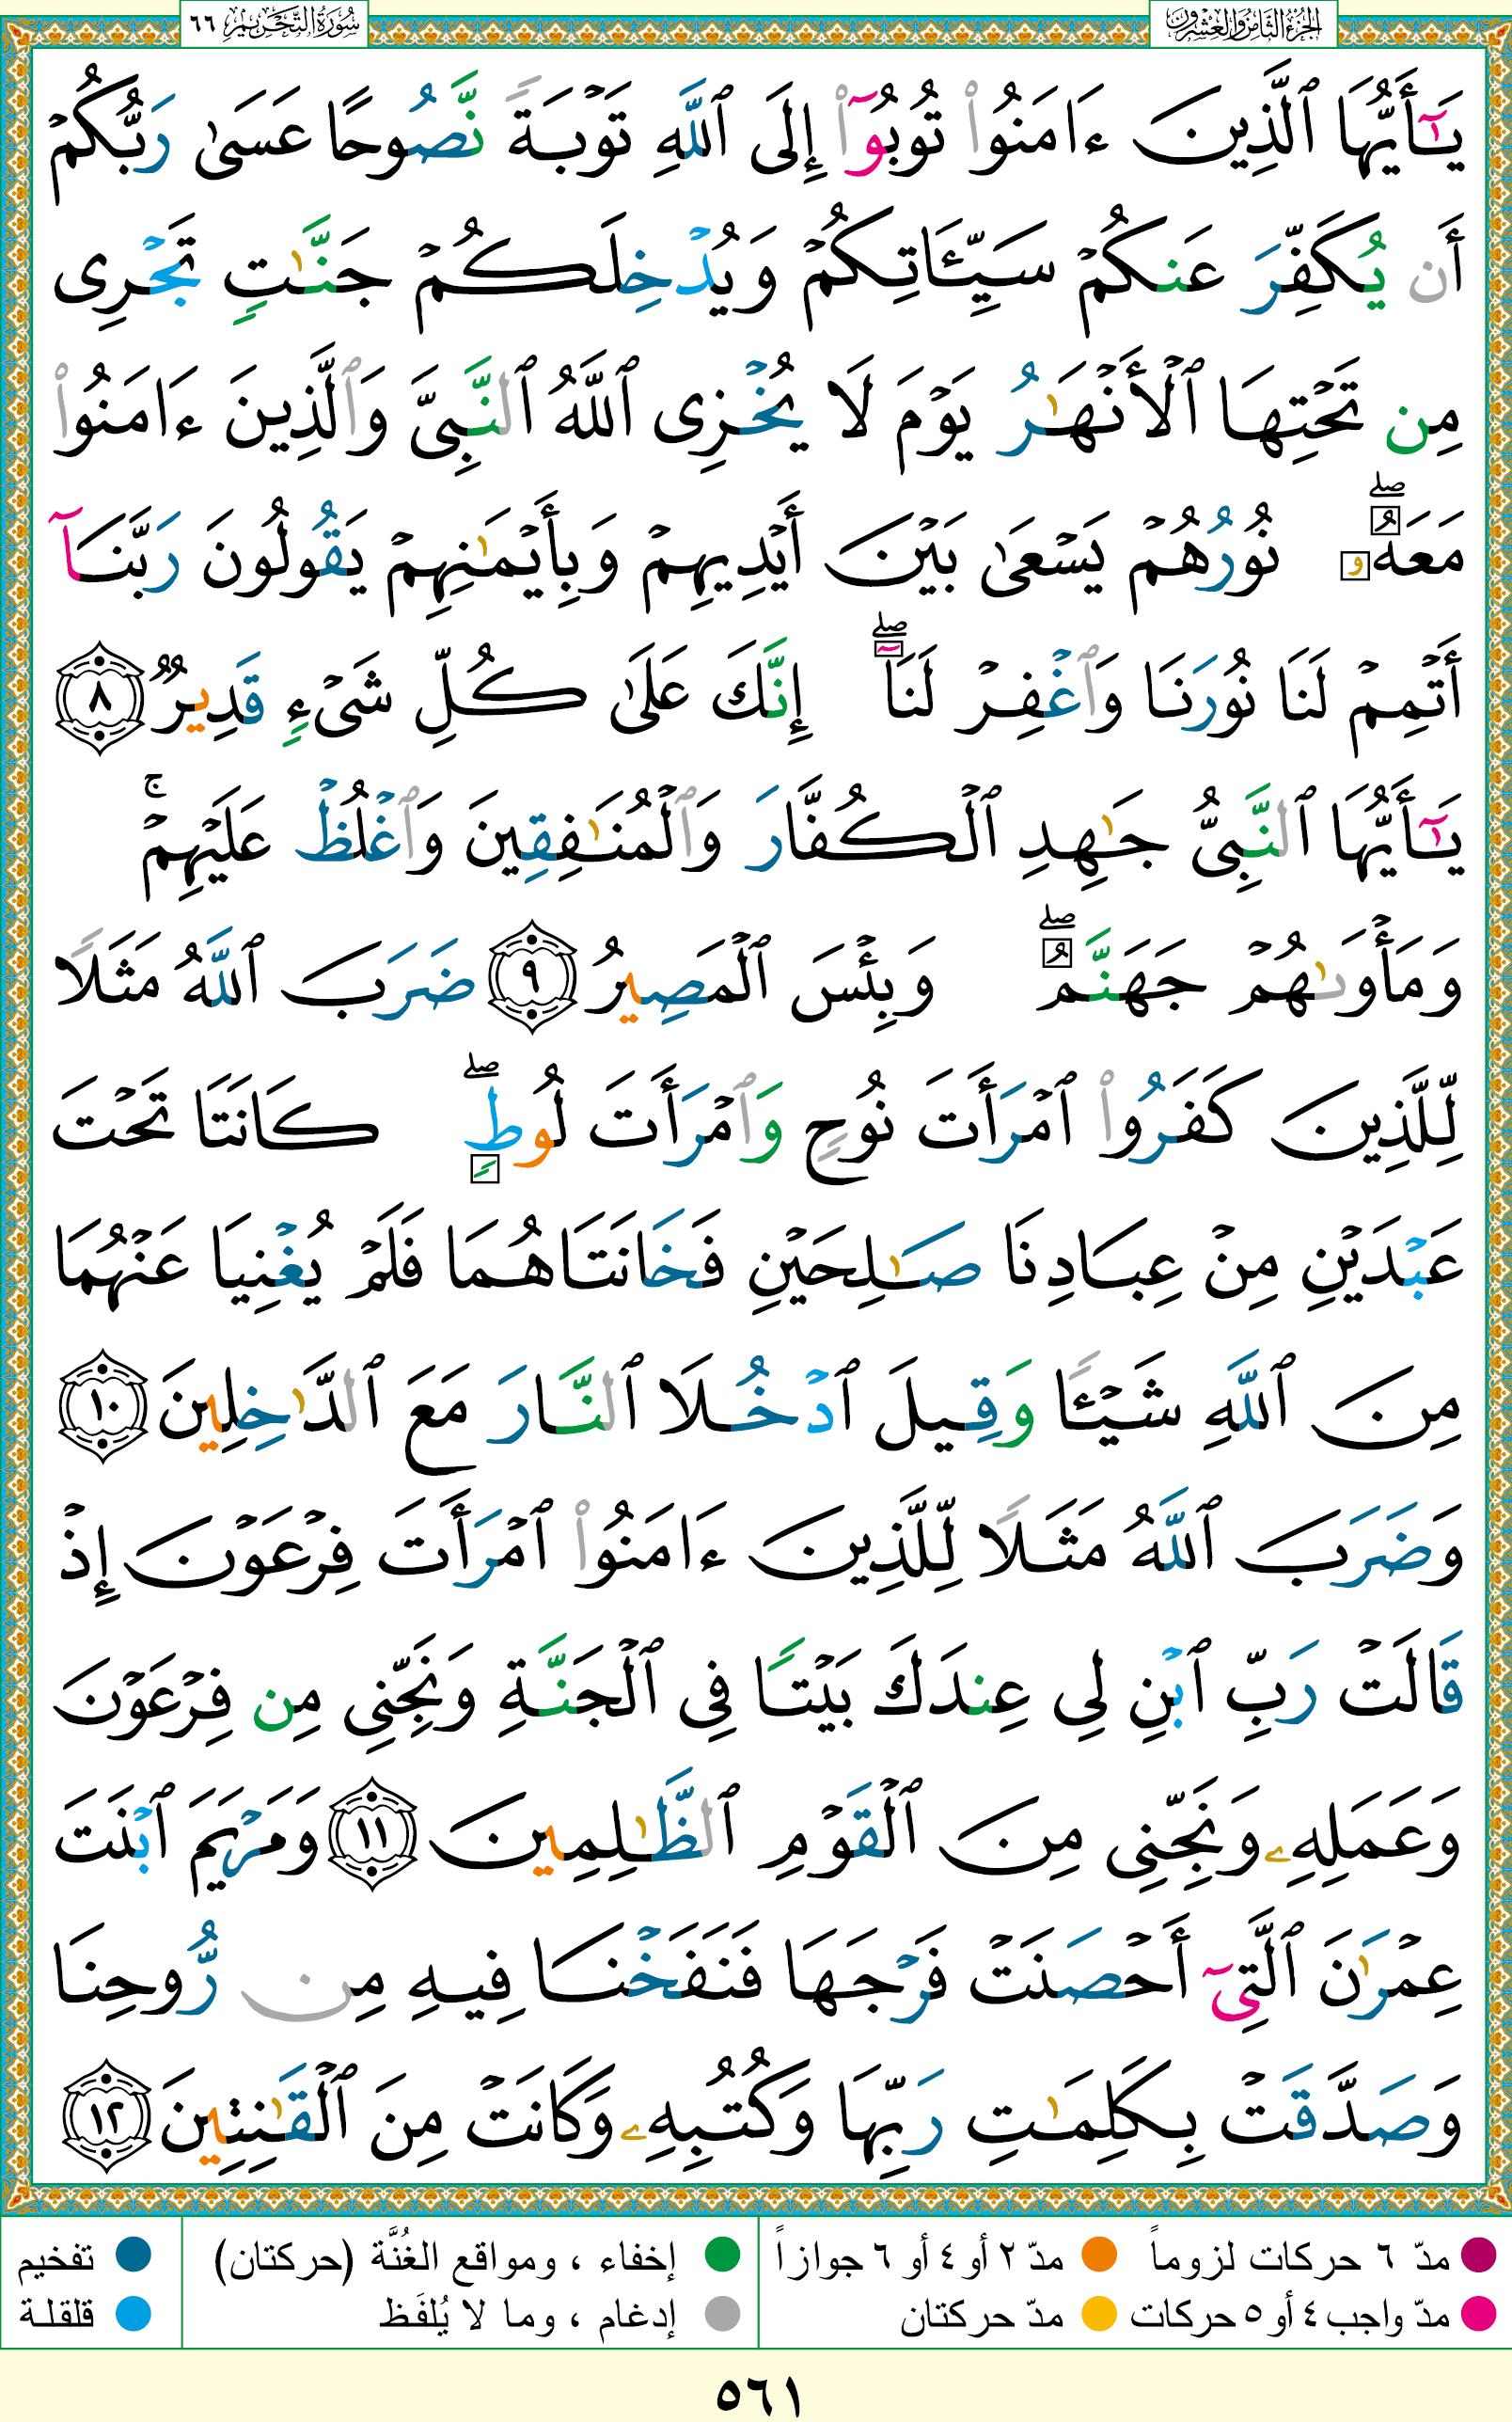 الجزء الثامن والعشرون
سورة التحريم ٦٦
يَٰٓأَيُّهَا ٱلَّذِينَ ءَامَنُوا۟ تُوبُوٓا۟ إِلَى ٱللَّهِ تَوْبَةً نَّصُوحًا عَسَىٰ رَبُّكُمْ
أَن يُكَفِّرَ عَنكُمْ سَيِّـَٔاتِكُمْ وَيُدْخِلَكُمْ جَنَّٰتٍ تَجْرِى
مِن تَحْتِهَا ٱلْأَنْهَٰرُ يَوْمَ لَا يُخْزِى ٱللَّهُ ٱلنَّبِىَّ وَٱلَّذِينَ ءَامَنُوا۟
مَعَهُۥ ۖ نُورُهُمْ يَسْعَىٰ بَيْنَ أَيْدِيهِمْ وَبِأَيْمَٰنِهِمْ يَقُولُونَ رَبَّنَآ
أَتْمِمْ لَنَا نُورَنَا وَٱغْفِرْ لَنَآ ۖ إِنَّكَ عَلَىٰ كُلِّ شَىْءٍ قَدِيرٌ ٨
يَٰٓأَيُّهَا ٱلنَّبِىُّ جَٰهِدِ ٱلْكُفَّارَ وَٱلْمُنَٰفِقِينَ وَٱغْلُظْ عَلَيْهِمْ ۚ
وَمَأْوَىٰهُمْ جَهَنَّمُ ۖ وَبِئْسَ ٱلْمَصِيرُ ٩ ضَرَبَ ٱللَّهُ مَثَلًا
لِّلَّذِينَ كَفَرُوا۟ ٱمْرَأَتَ نُوحٍ وَٱمْرَأَتَ لُوطٍ ۖ كَانَتَا تَحْتَ
عَبْدَيْنِ مِنْ عِبَادِنَا صَٰلِحَيْنِ فَخَانَتَاهُمَا فَلَمْ يُغْنِيَا عَنْهُمَا
مِنَ ٱللَّهِ شَيْـًٔا وَقِيلَ ٱدْخُلَا ٱلنَّارَ مَعَ ٱلدَّٰخِلِينَ ١٠
وَضَرَبَ ٱللَّهُ مَثَلًا لِّلَّذِينَ ءَامَنُوا۟ ٱمْرَأَتَ فِرْعَوْنَ إِذْ
قَالَتْ رَبِّ ٱبْنِ لِى عِندَكَ بَيْتًا فِى ٱلْجَنَّةِ وَنَجِّنِى مِن فِرْعَوْنَ
وَعَمَلِهِۦ وَنَجِّنِى مِنَ ٱلْقَوْمِ ٱلظَّٰلِمِينَ ١١ وَمَرْيَمَ ٱبْنَتَ
عِمْرَٰنَ ٱلَّتِىٓ أَحْصَنَتْ فَرْجَهَا فَنَفَخْنَا فِيهِ مِن رُّوحِنَا
وَصَدَّقَتْ بِكَلِمَٰتِ رَبِّهَا وَكُتُبِهِۦ وَكَانَتْ مِنَ ٱلْقَٰنِتِينَ ١٢
مدّ ٦ حركات لزوماً مدّ ٢ أو ٤ أو ٦ جوازاً إخفاء ، ومواقع الغُنَّة (حركتان) تفخيم
مدّ واجب ٤ أو ٥ حركات مدّ حركتان إدغام ، وما لا يُلفَظ قلقلة
٥٦١